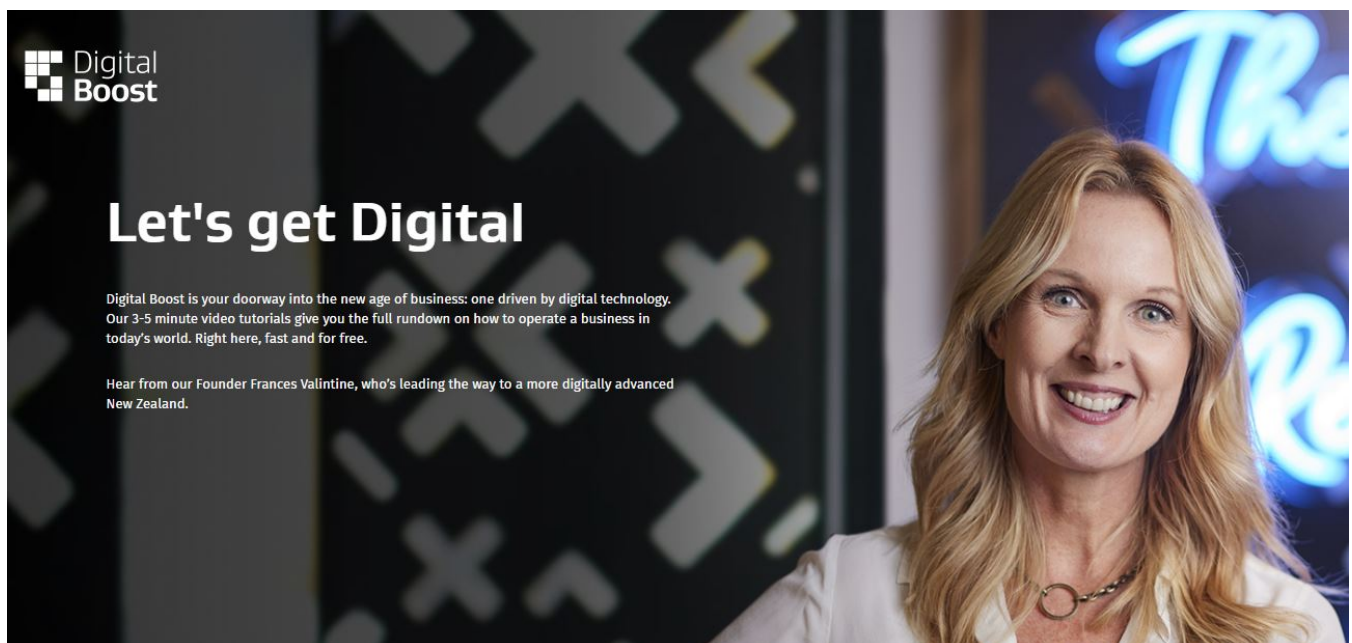 Digital
Boost
The
Let's get Digital
Digital Boost is your doorway into the new age of business: one driven by digital technology.
Our 3-5 minute video tutorials give you the full rundown on how to operate a business in
today's world. Right here, fast and for free.
Hear from our Founder Frances Valintine, who's leading the way to a more digitally advanced
New Zealand.